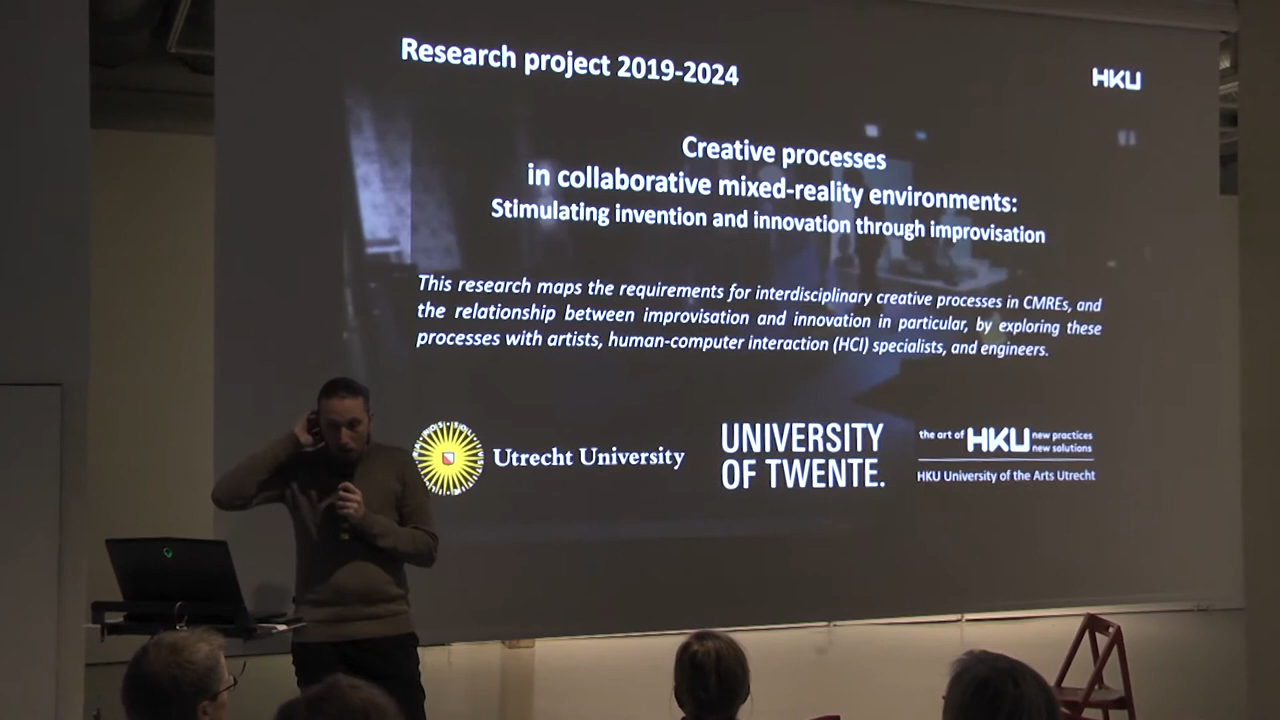 Research project 2019-2024
HKU
Creative processes
in collaborative mixed-reality environments:
Stimulating invention and innovation through improvisation
This research maps the requirements for interdisciplinary creative processes in CMREs, and
the relationship between improvisation and innovation in particular, by exploring these
processes with artists, human-computer interaction (HCI) specialists, and engineers.
Utrecht University
UNIVERSITY
OF TWENTE.
the art of HKU new practices
new solutions
HKU University of the Arts Utrecht